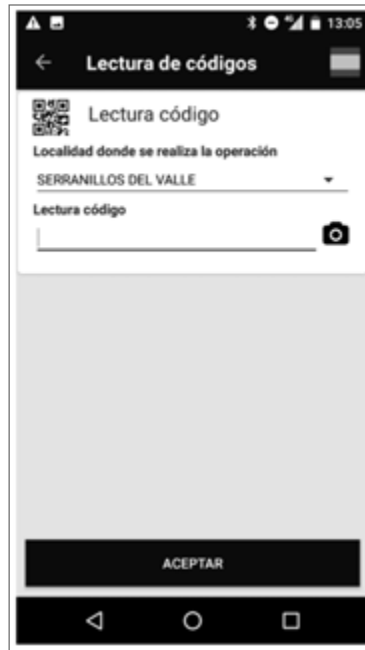 13:05
Lectura de códigos
Lectura código
Localidad donde se realiza la operación
SERRANILLOS DEL VALLE
Lectura código
ACEPTAR